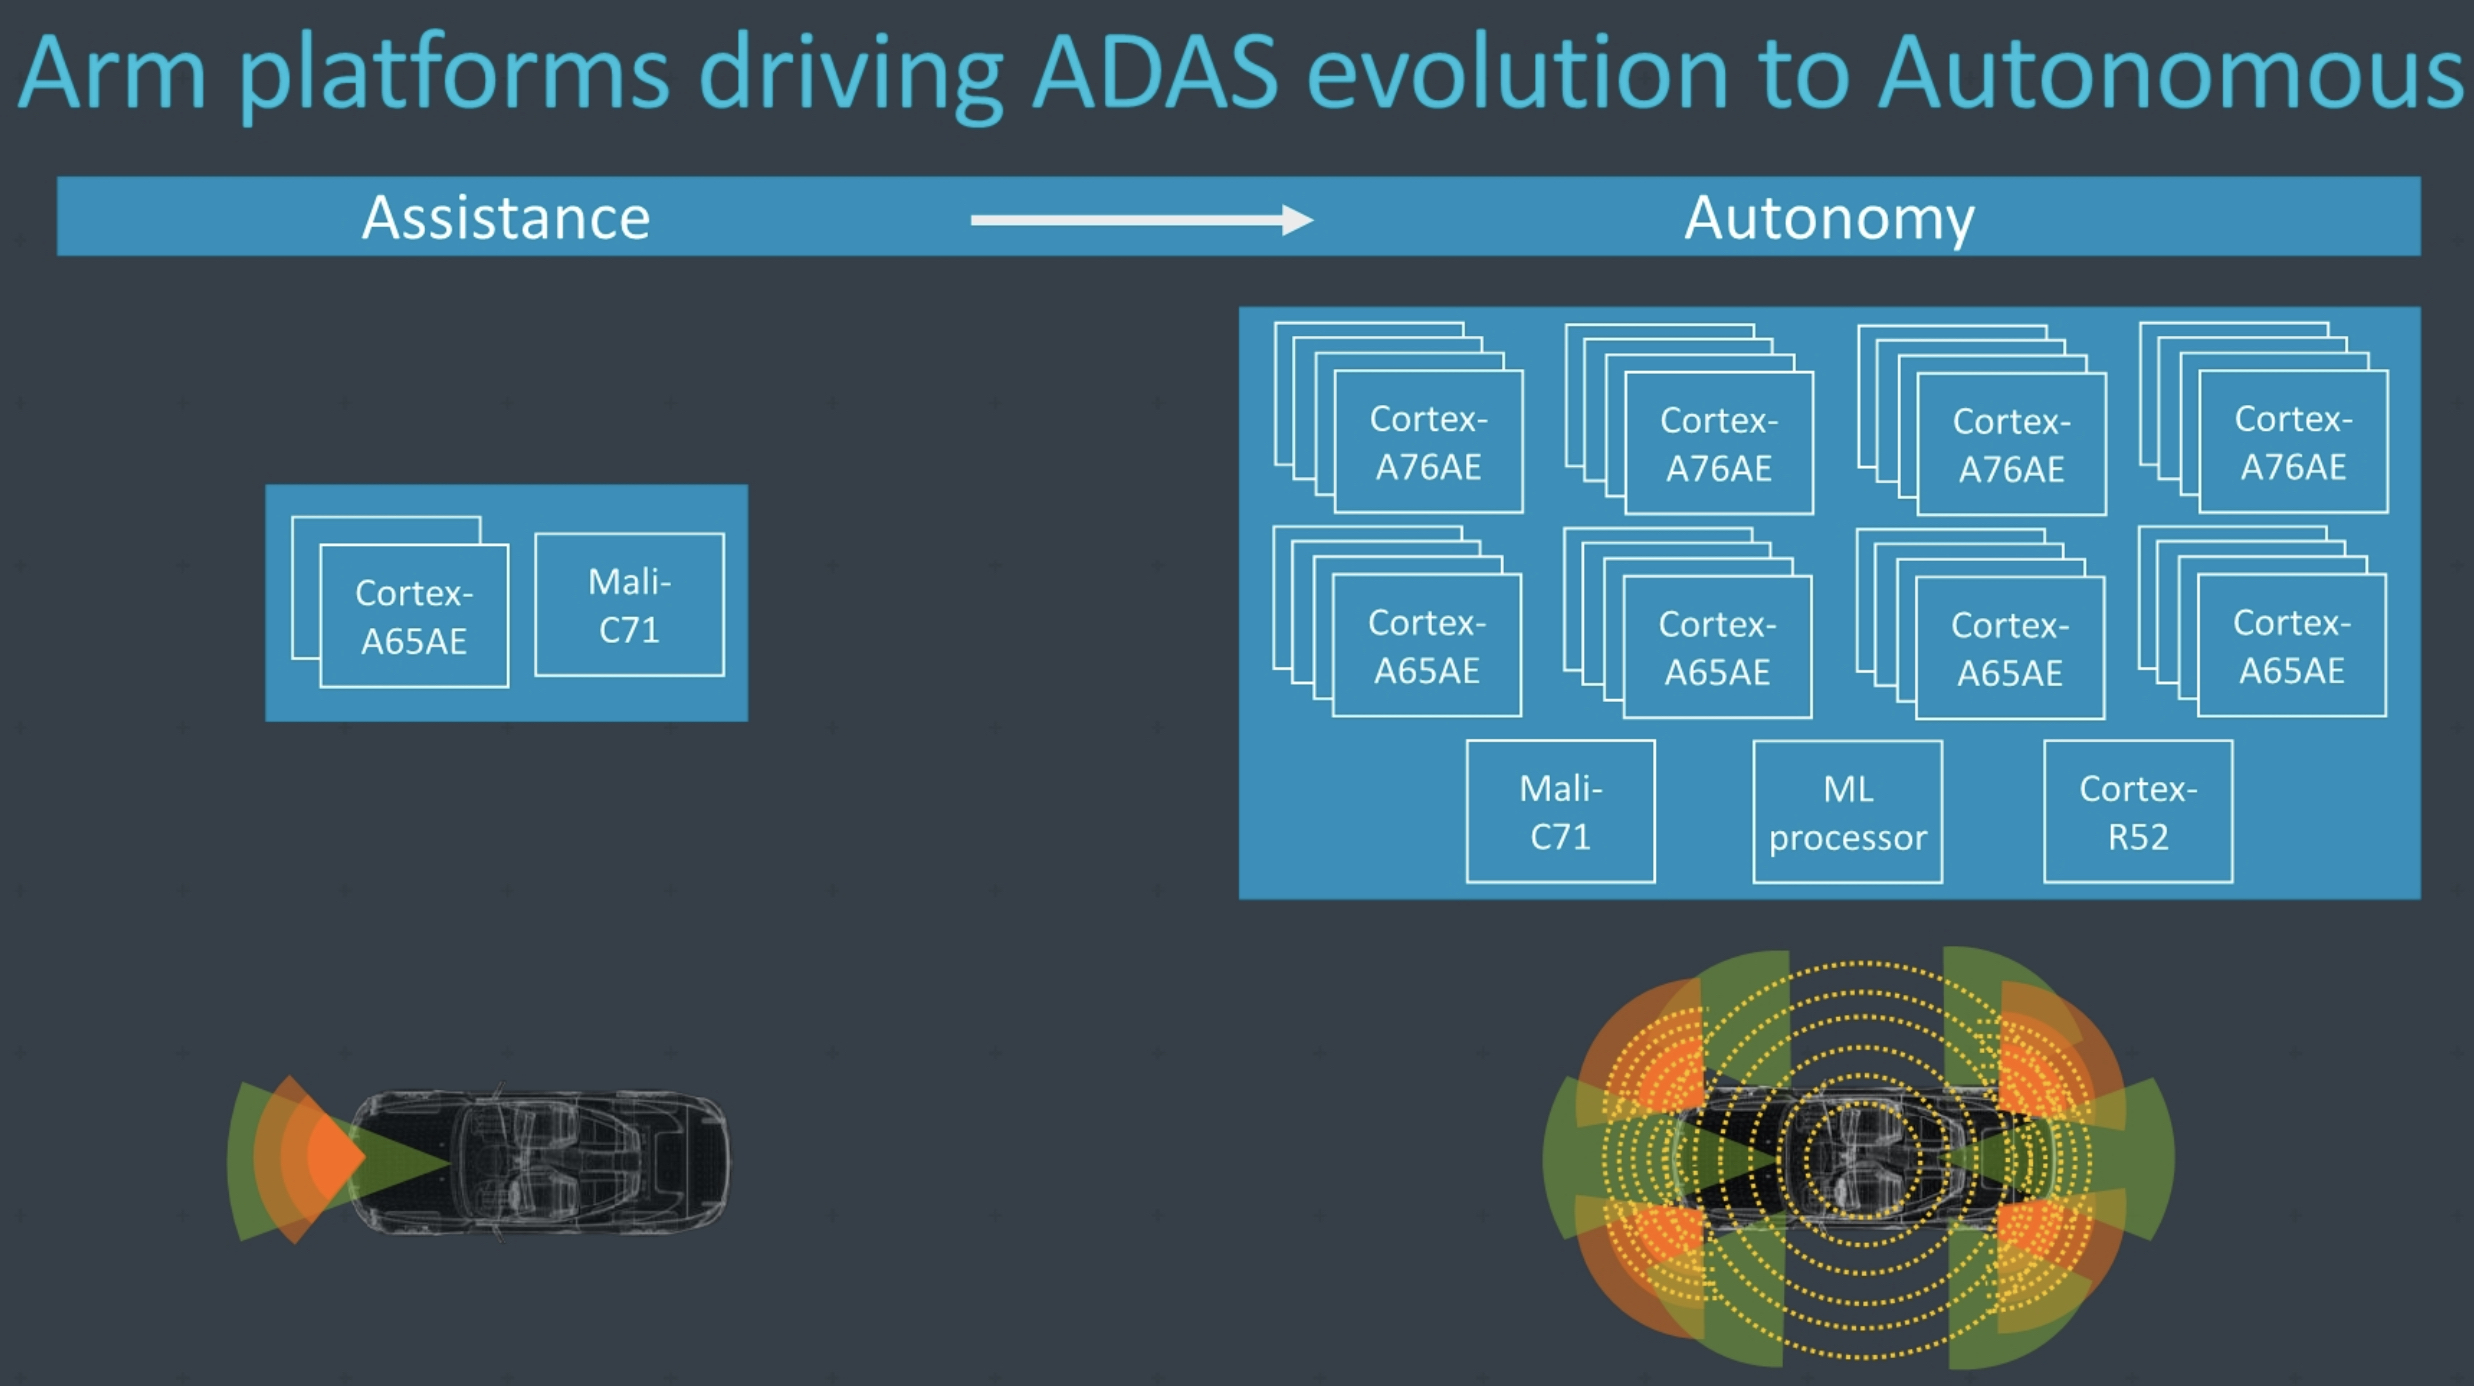 Arm platforms driving ADAS evolution to Autonomous
Assistance
Autonomy
Cortex-
A65AE
Mali-
C71
Cortex-
A76AE
Cortex-
A76AE
Cortex-
A76AE
Cortex-
A76AE
Cortex-
A65AE
Cortex-
A65AE
Cortex-
A65AE
Cortex-
A65AE
Mali-
C71
ML
processor
Cortex-
R52